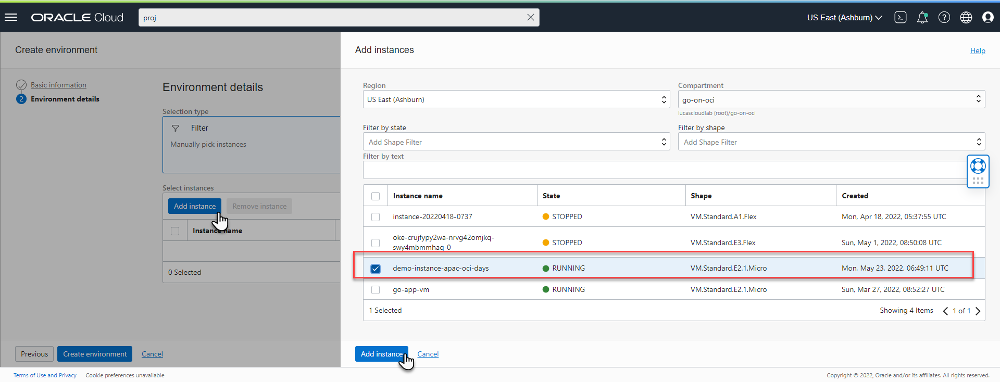 ORACLE Cloud
proj
US East (Ashburn)
Create environment
Basic information
2 Environment details
Environment details
Selection type
Filter
Manually pick instances
Select instances
Add instance Remove instance
Instance name
0 Selected
Previous Create environment Cancel
Add instances
Help
Region
US East (Ashburn)
Compartment
go-on-oci
lucascloudlab (root)/go-on-oci
Filter by state
Add Shape Filter
Filter by shape
Add Shape Filter
Filter by text
Instance name State Shape Created
instance-20220418-0737 STOPPED VM.Standard.A1.Flex Mon, Apr 18, 2022, 05:37:55 UTC
oke-crujfypy2wa-nrvg42omjkq-
swy4mbmmhaq-0 STOPPED VM.Standard.E3.Flex Sun, May 1, 2022, 08:50:08 UTC
demo-instance-apac-oci-days RUNNING VM.Standard.E2.1.Micro Mon, May 23, 2022, 06:49:11 UTC
go-app-vm RUNNING VM.Standard.E2.1.Micro Sun, Mar 27, 2022, 08:52:27 UTC
1 Selected Showing 4 Items 1 of 1
Add instance Cancel
Terms of Use and Privacy Cookie preferences unavailable
Copyright © 2022, Oracle and/or its affiliates. All rights reserved.